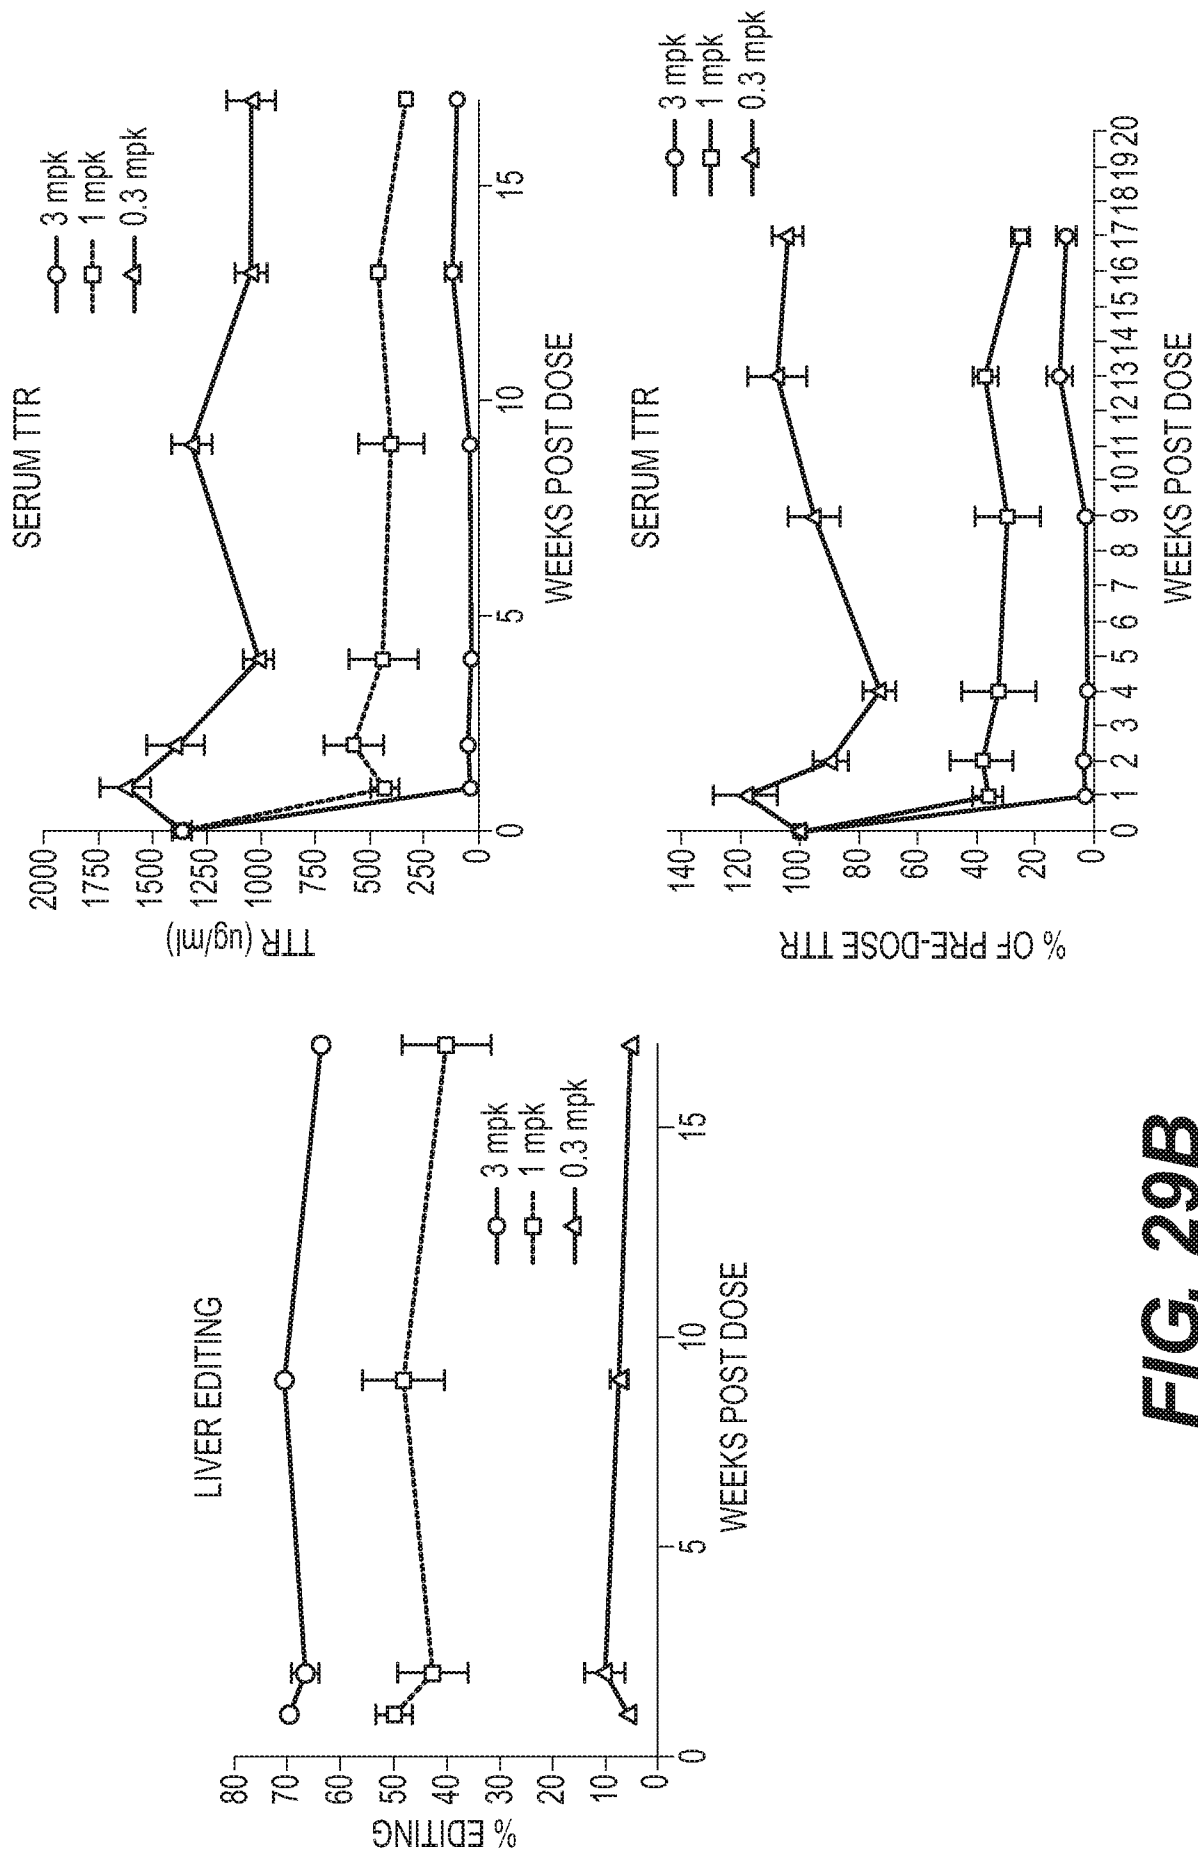 LIVER EDITING
% EDITING
80
70
60
50
40
30
20
10
0
0 5 10 15
WEEKS POST DOSE
3 mpk
1 mpk
0.3 mpk
SERUM TTR
TTR (ug/ml)
2000
1750
1500
1250
1000
750
500
250
0
0 5 10 15
WEEKS POST DOSE
3 mpk
1 mpk
0.3 mpk
SERUM TTR
% OF PRE-DOSE TTR
140
120
100
80
60
40
20
0
0 1 2 3 4 5 6 7 8 9 10 11 12 13 14 15 16 17 18 19 20
WEEKS POST DOSE
3 mpk
1 mpk
0.3 mpk
FIG. 29B